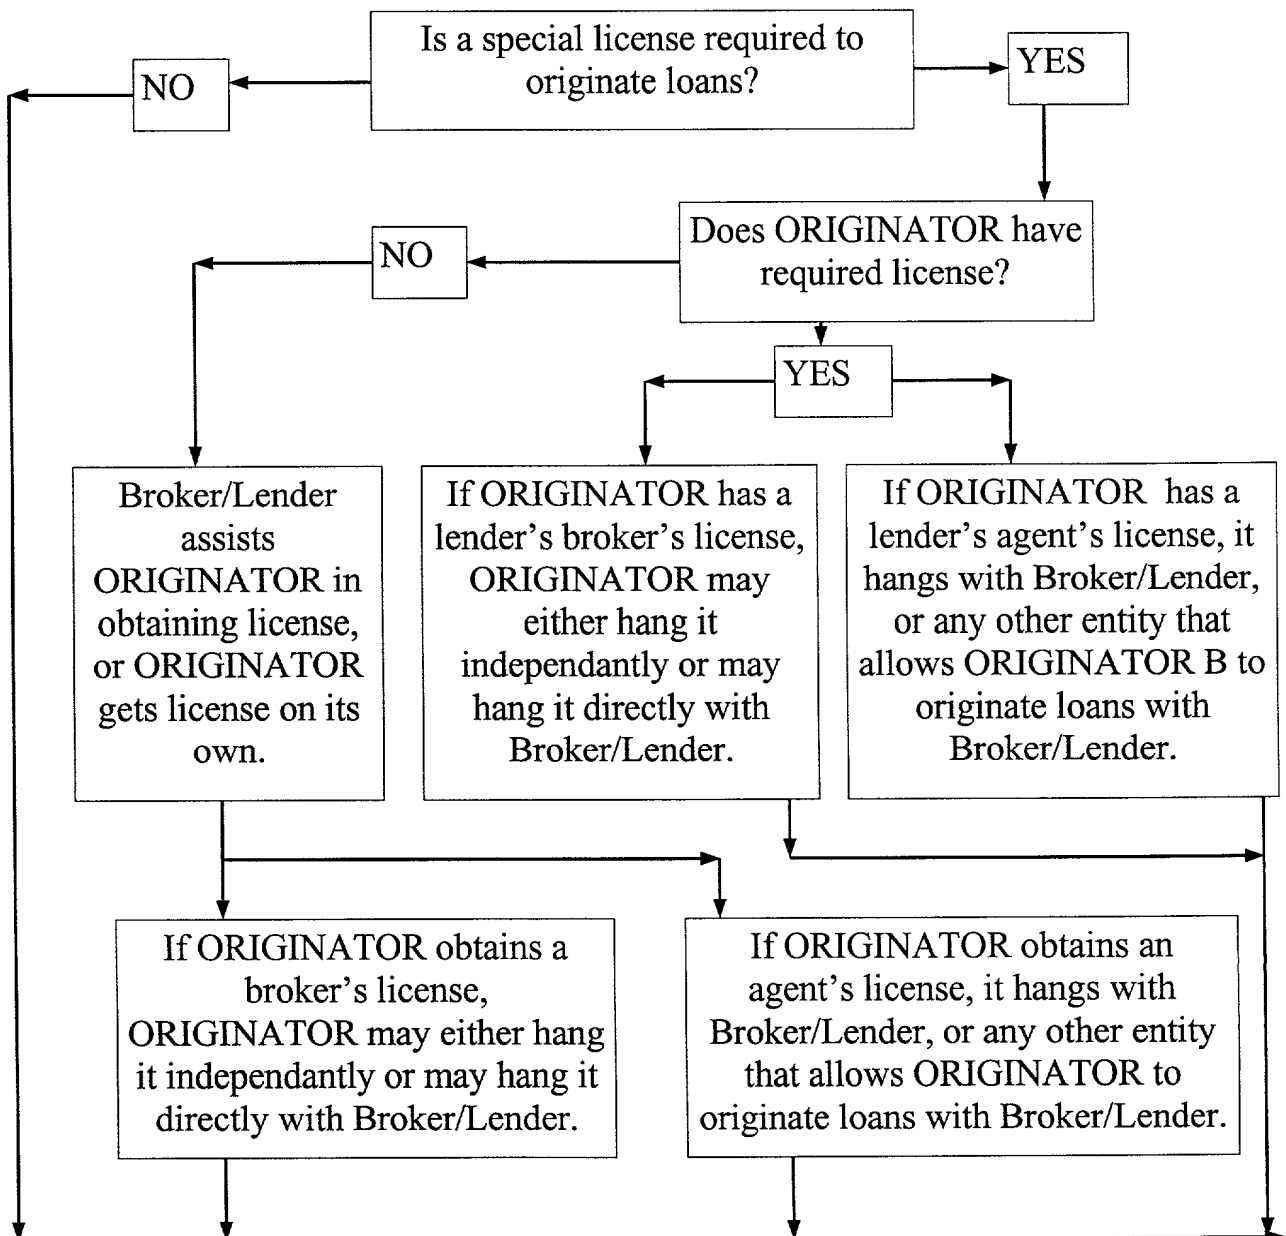 Is a special license required to
originate loans?
NO
YES
Does ORIGINATOR have
required license?
NO
YES
Broker/Lender
assists
ORIGINATOR in
obtaining license,
or ORIGINATOR
gets license on its
own.
If ORIGINATOR has a
lender's broker's license,
ORIGINATOR may
either hang it
independantly or may
hang it directly with
Broker/Lender.
If ORIGINATOR has a
lender's agent's license, it
hangs with Broker/Lender,
or any other entity that
allows ORIGINATOR B to
originate loans with
Broker/Lender.
If ORIGINATOR obtains a
broker's license,
ORIGINATOR may either hang
it independantly or may hang it
directly with Broker/Lender.
If ORIGINATOR obtains an
agent's license, it hangs with
Broker/Lender, or any other entity
that allows ORIGINATOR to
originate loans with Broker/Lender.